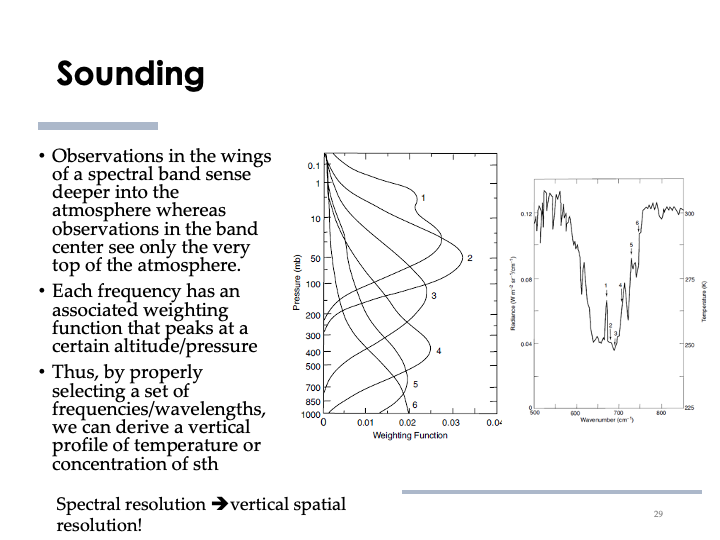 Sounding
• Observations in the wings
of a spectral band sense
deeper into the
atmosphere whereas
observations in the band
center see only the very
top of the atmosphere.
• Each frequency has an
associated weighting
function that peaks at a
certain altitude/pressure
• Thus, by properly
selecting a set of
frequencies/wavelengths,
we can derive a vertical
profile of temperature or
concentration of sth
Spectral resolution ➔vertical spatial
resolution!
Pressure (mb)
0.1
1
10
50
100
200
300
400
500
700
850
1000
0 0.01 0.02 0.03 0.04
Weighting Function
1
2
3
4
5
6
Radiance (W m⁻² sr⁻¹/cm⁻¹)
0.12
0.08
0.04
0
500 600 700 800
Wavenumber (cm⁻¹)
300
275
250
225
Temperature (K)
1
2
3
4
5
6
29